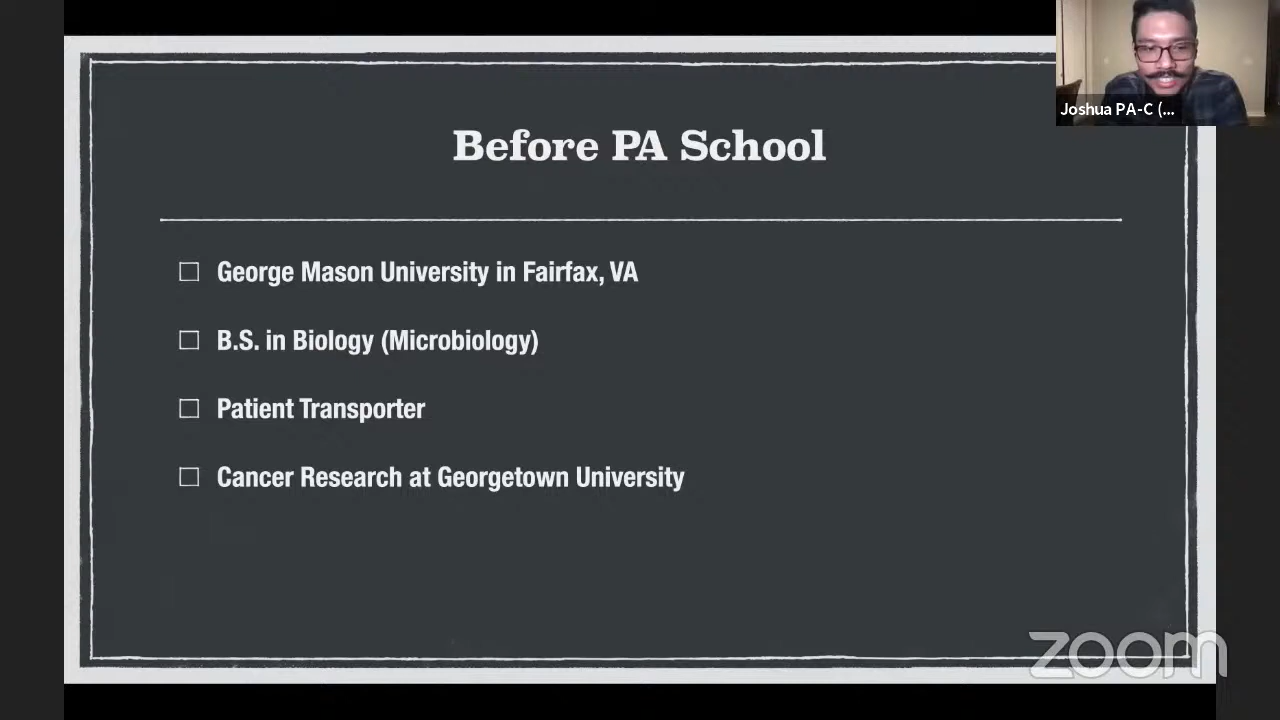 Joshua PA-C (...
Before PA School
George Mason University in Fairfax, VA
B.S. in Biology (Microbiology)
Patient Transporter
Cancer Research at Georgetown University
zoom